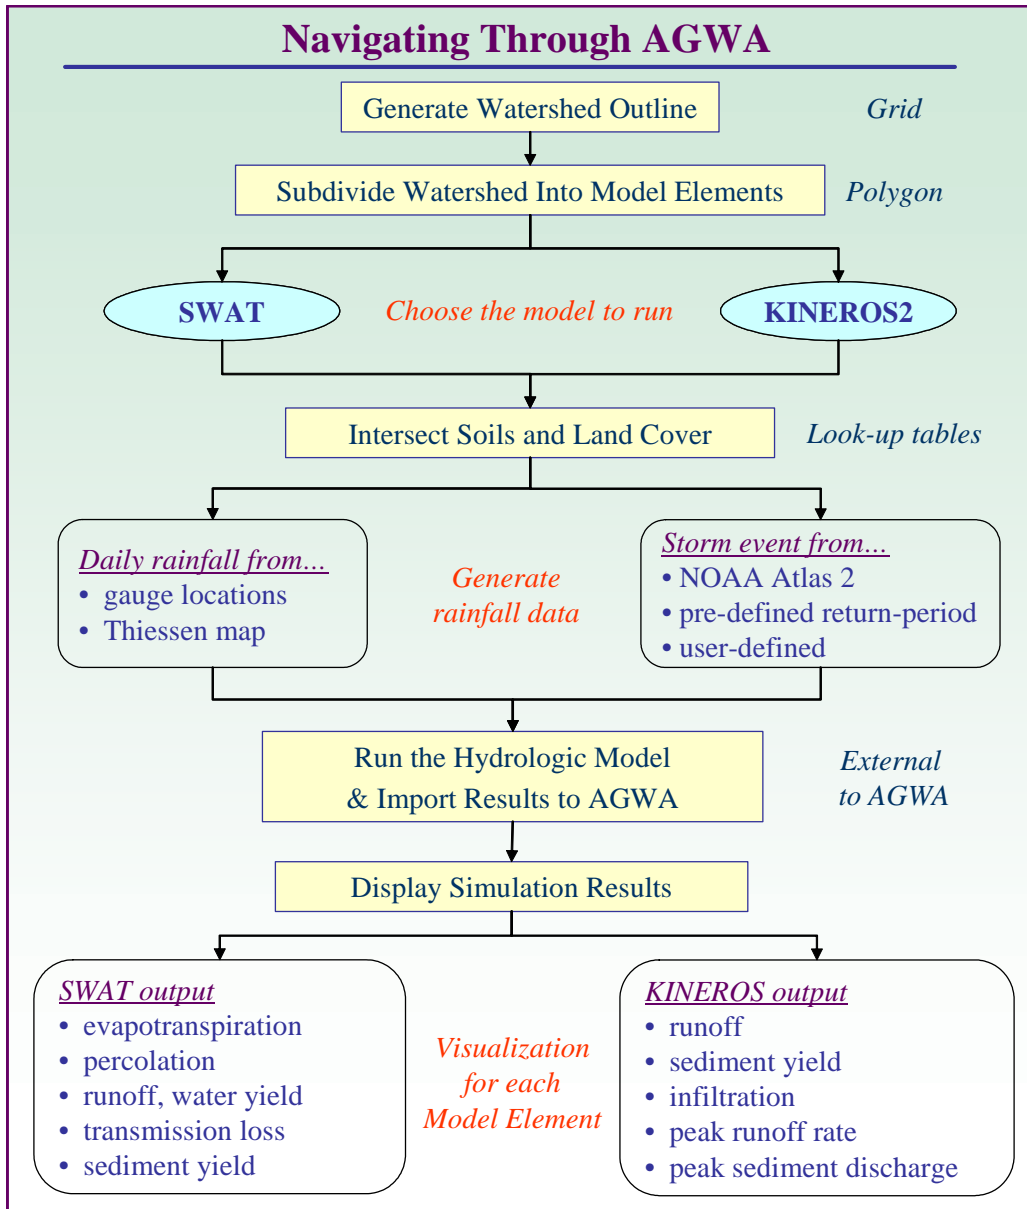 Navigating Through AGWA
Generate Watershed Outline
Grid
Subdivide Watershed Into Model Elements
Polygon
SWAT
Choose the model to run
KINEROS2
Intersect Soils and Land Cover
Look-up tables
Daily rainfall from...
• gauge locations
• Thiessen map
Generate
rainfall data
Storm event from...
• NOAA Atlas 2
• pre-defined return-period
• user-defined
Run the Hydrologic Model
& Import Results to AGWA
External
to AGWA
Display Simulation Results
SWAT output
• evapotranspiration
• percolation
• runoff, water yield
• transmission loss
• sediment yield
Visualization
for each
Model Element
KINEROS output
• runoff
• sediment yield
• infiltration
• peak runoff rate
• peak sediment discharge